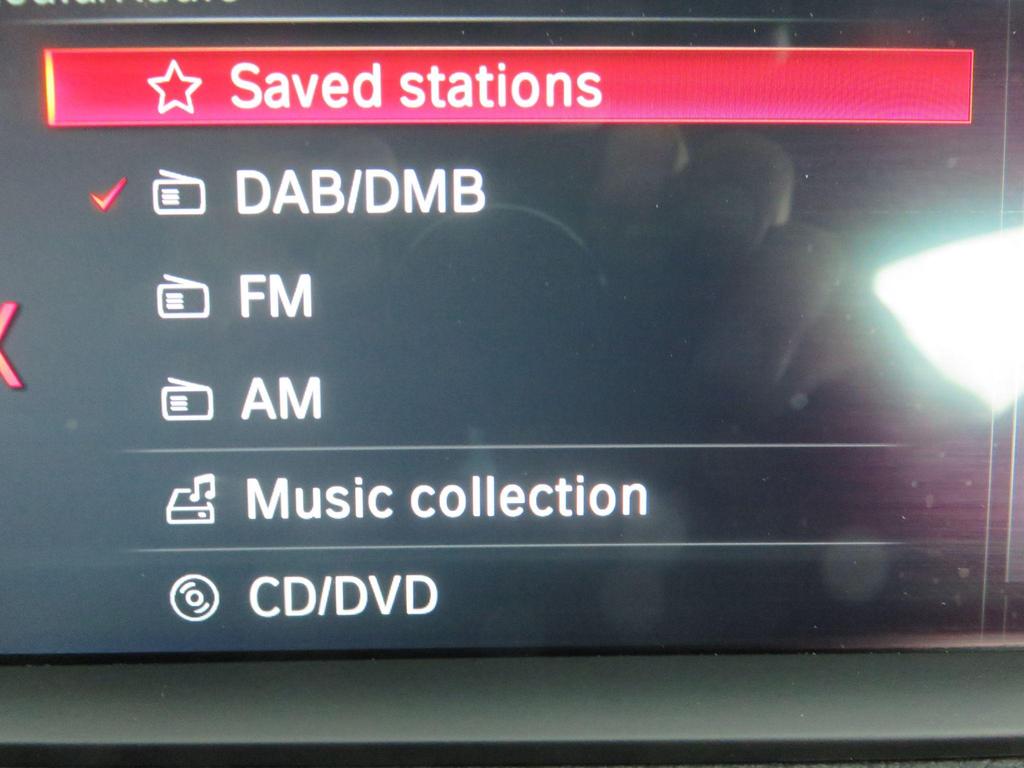 Saved stations
DAB/DMB
FM
AM
Music collection
CD/DVD